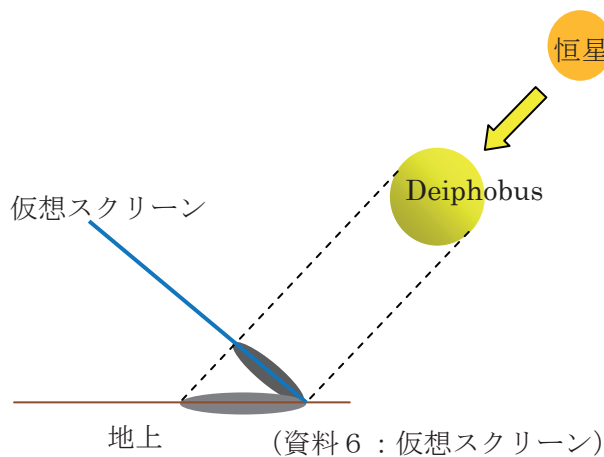 恒星
Deiphobus
仮想スクリーン
地上
(資料6：仮想スクリーン)